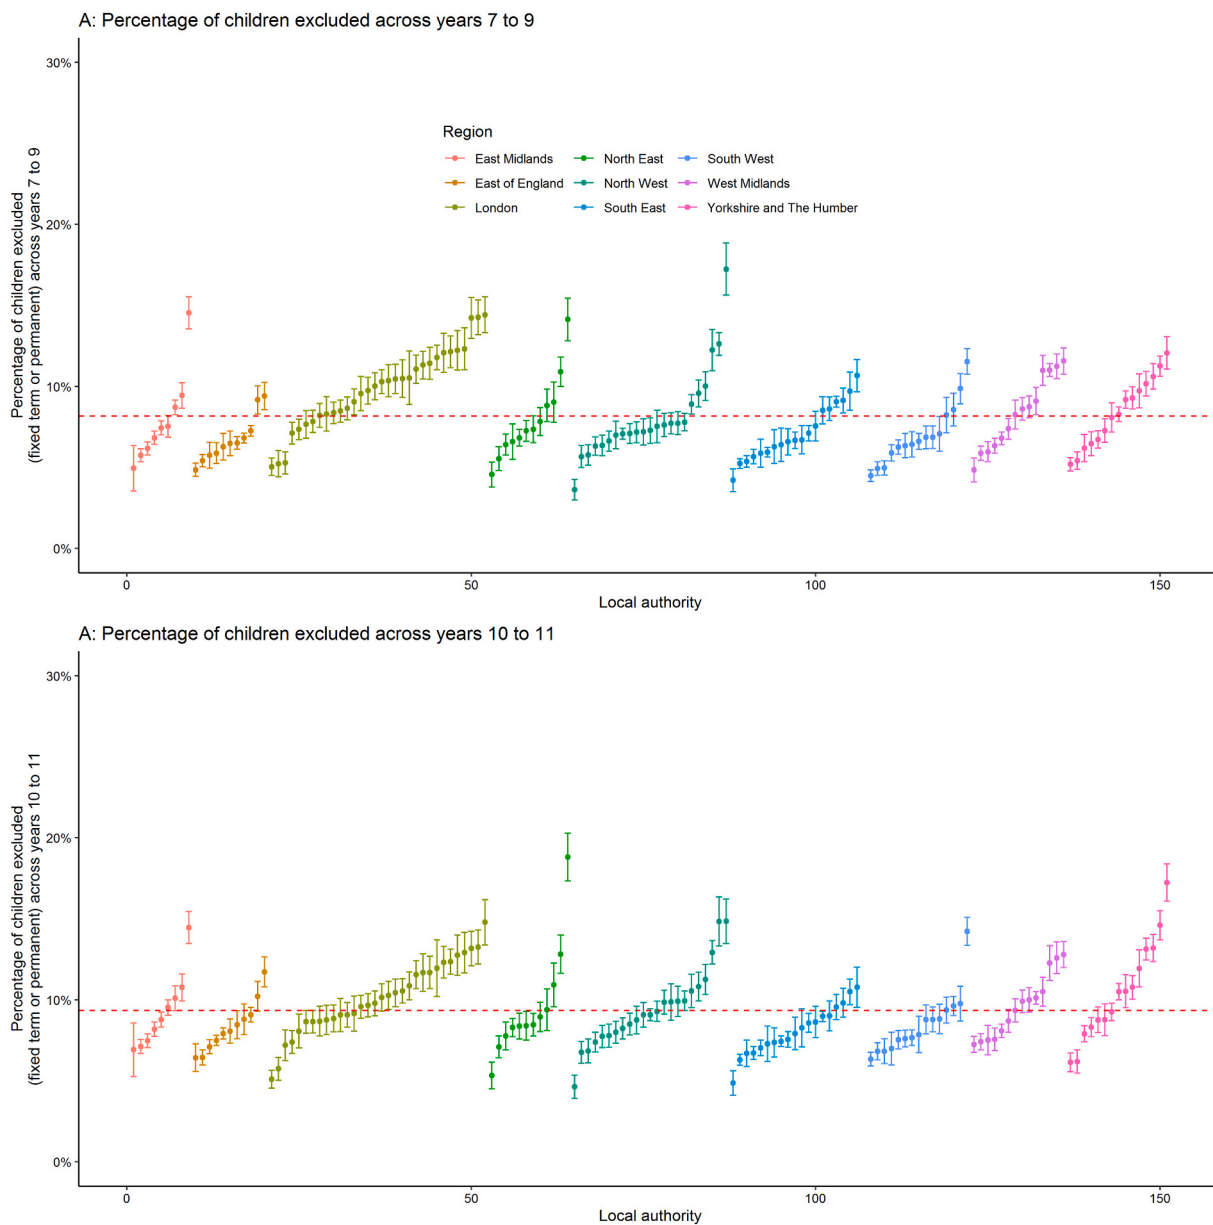 A: Percentage of children excluded across years 7 to 9
Percentage of children excluded
(fixed term or permanent) across years 7 to 9
30%
20%
10%
0%
Region
East Midlands
North East
South West
East of England
North West
West Midlands
London
South East
Yorkshire and The Humber
0
50
100
150
Local authority
A: Percentage of children excluded across years 10 to 11
Percentage of children excluded
(fixed term or permanent) across years 10 to 11
30%
20%
10%
0%
0
50
100
150
Local authority